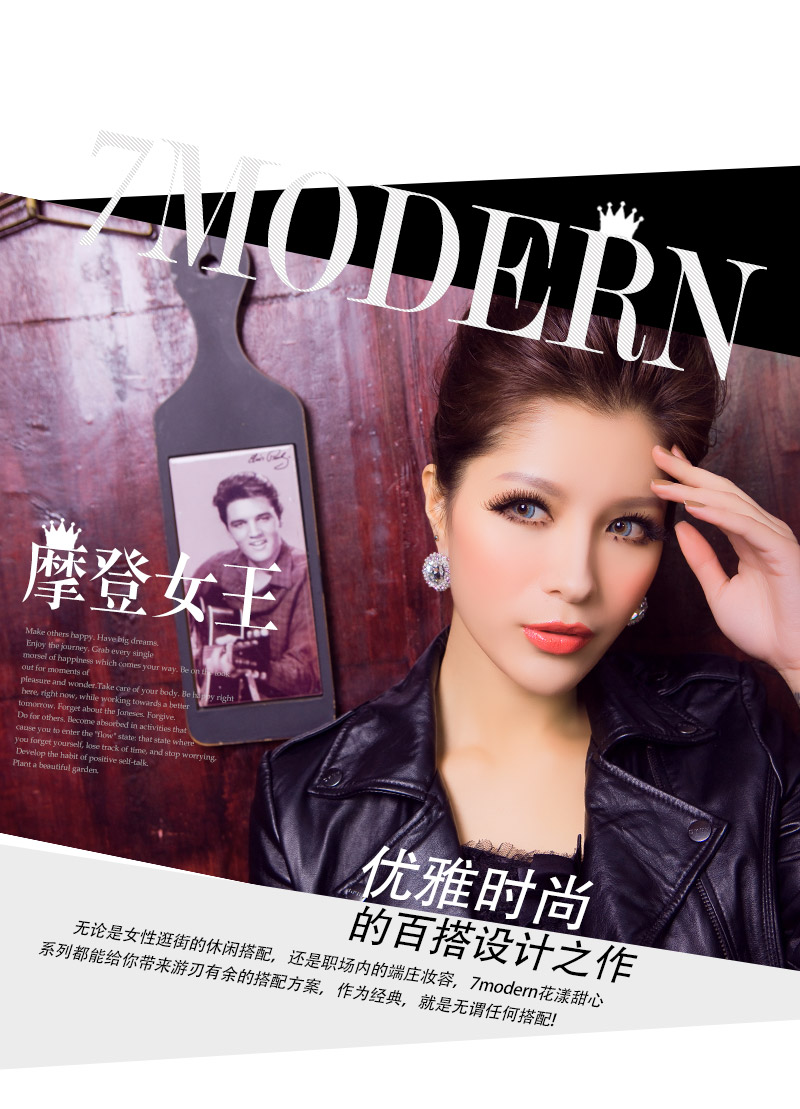 7MODERN
摩登女王
Make others happy. Have big dreams.
Enjoy the journey. Grab every single
morsel of happiness which comes your way. Be on the look
out for moments of
pleasure and wonder.Take care of your body. Be happy right
here, right now, while working towards a better
tomorrow. Forget about the Joneses. Forgive.
Do for others. Become absorbed in activities that
cause you to enter the "flow" state: that state where
you forget yourself, lose track of time, and stop worrying.
Develop the habit of positive self-talk.
Plant a beautiful garden.
优雅时尚
的百搭设计之作
无论是女性逛街的休闲搭配，还是职场内的端庄妆容，7modern花漾甜心
系列都能给你带来游刃有余的搭配方案，作为经典，就是无谓任何搭配!